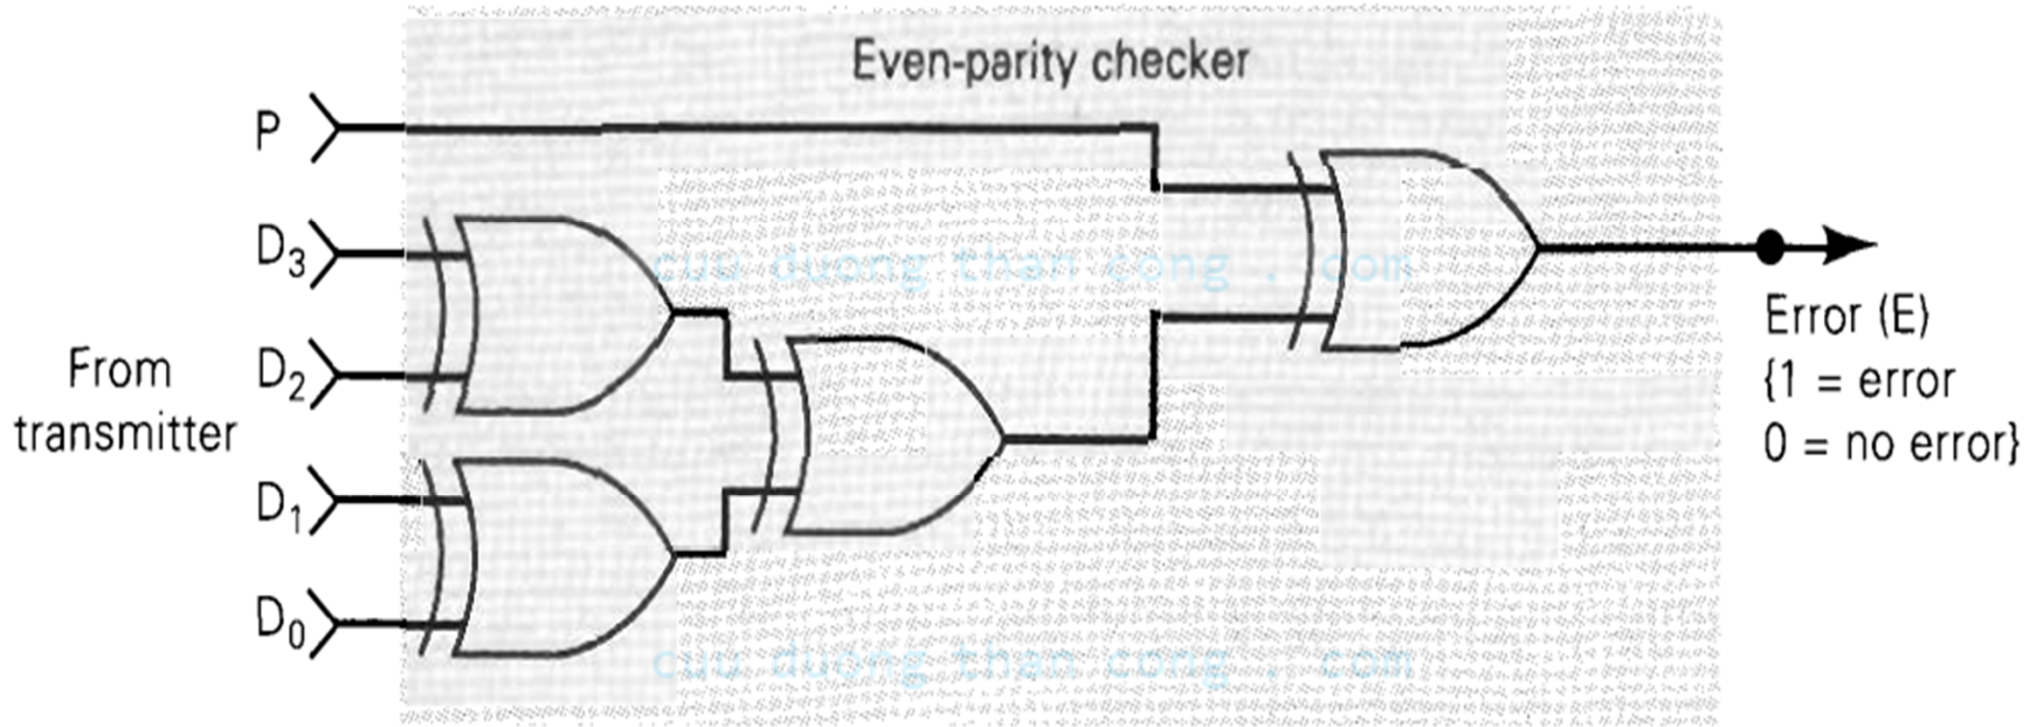 Even-parity checker
P
D3
D2
From
transmitter
D1
D0
cuu duong than cong . com
Error (E)
{1 = error
0 = no error}
cuu duong than cong . com